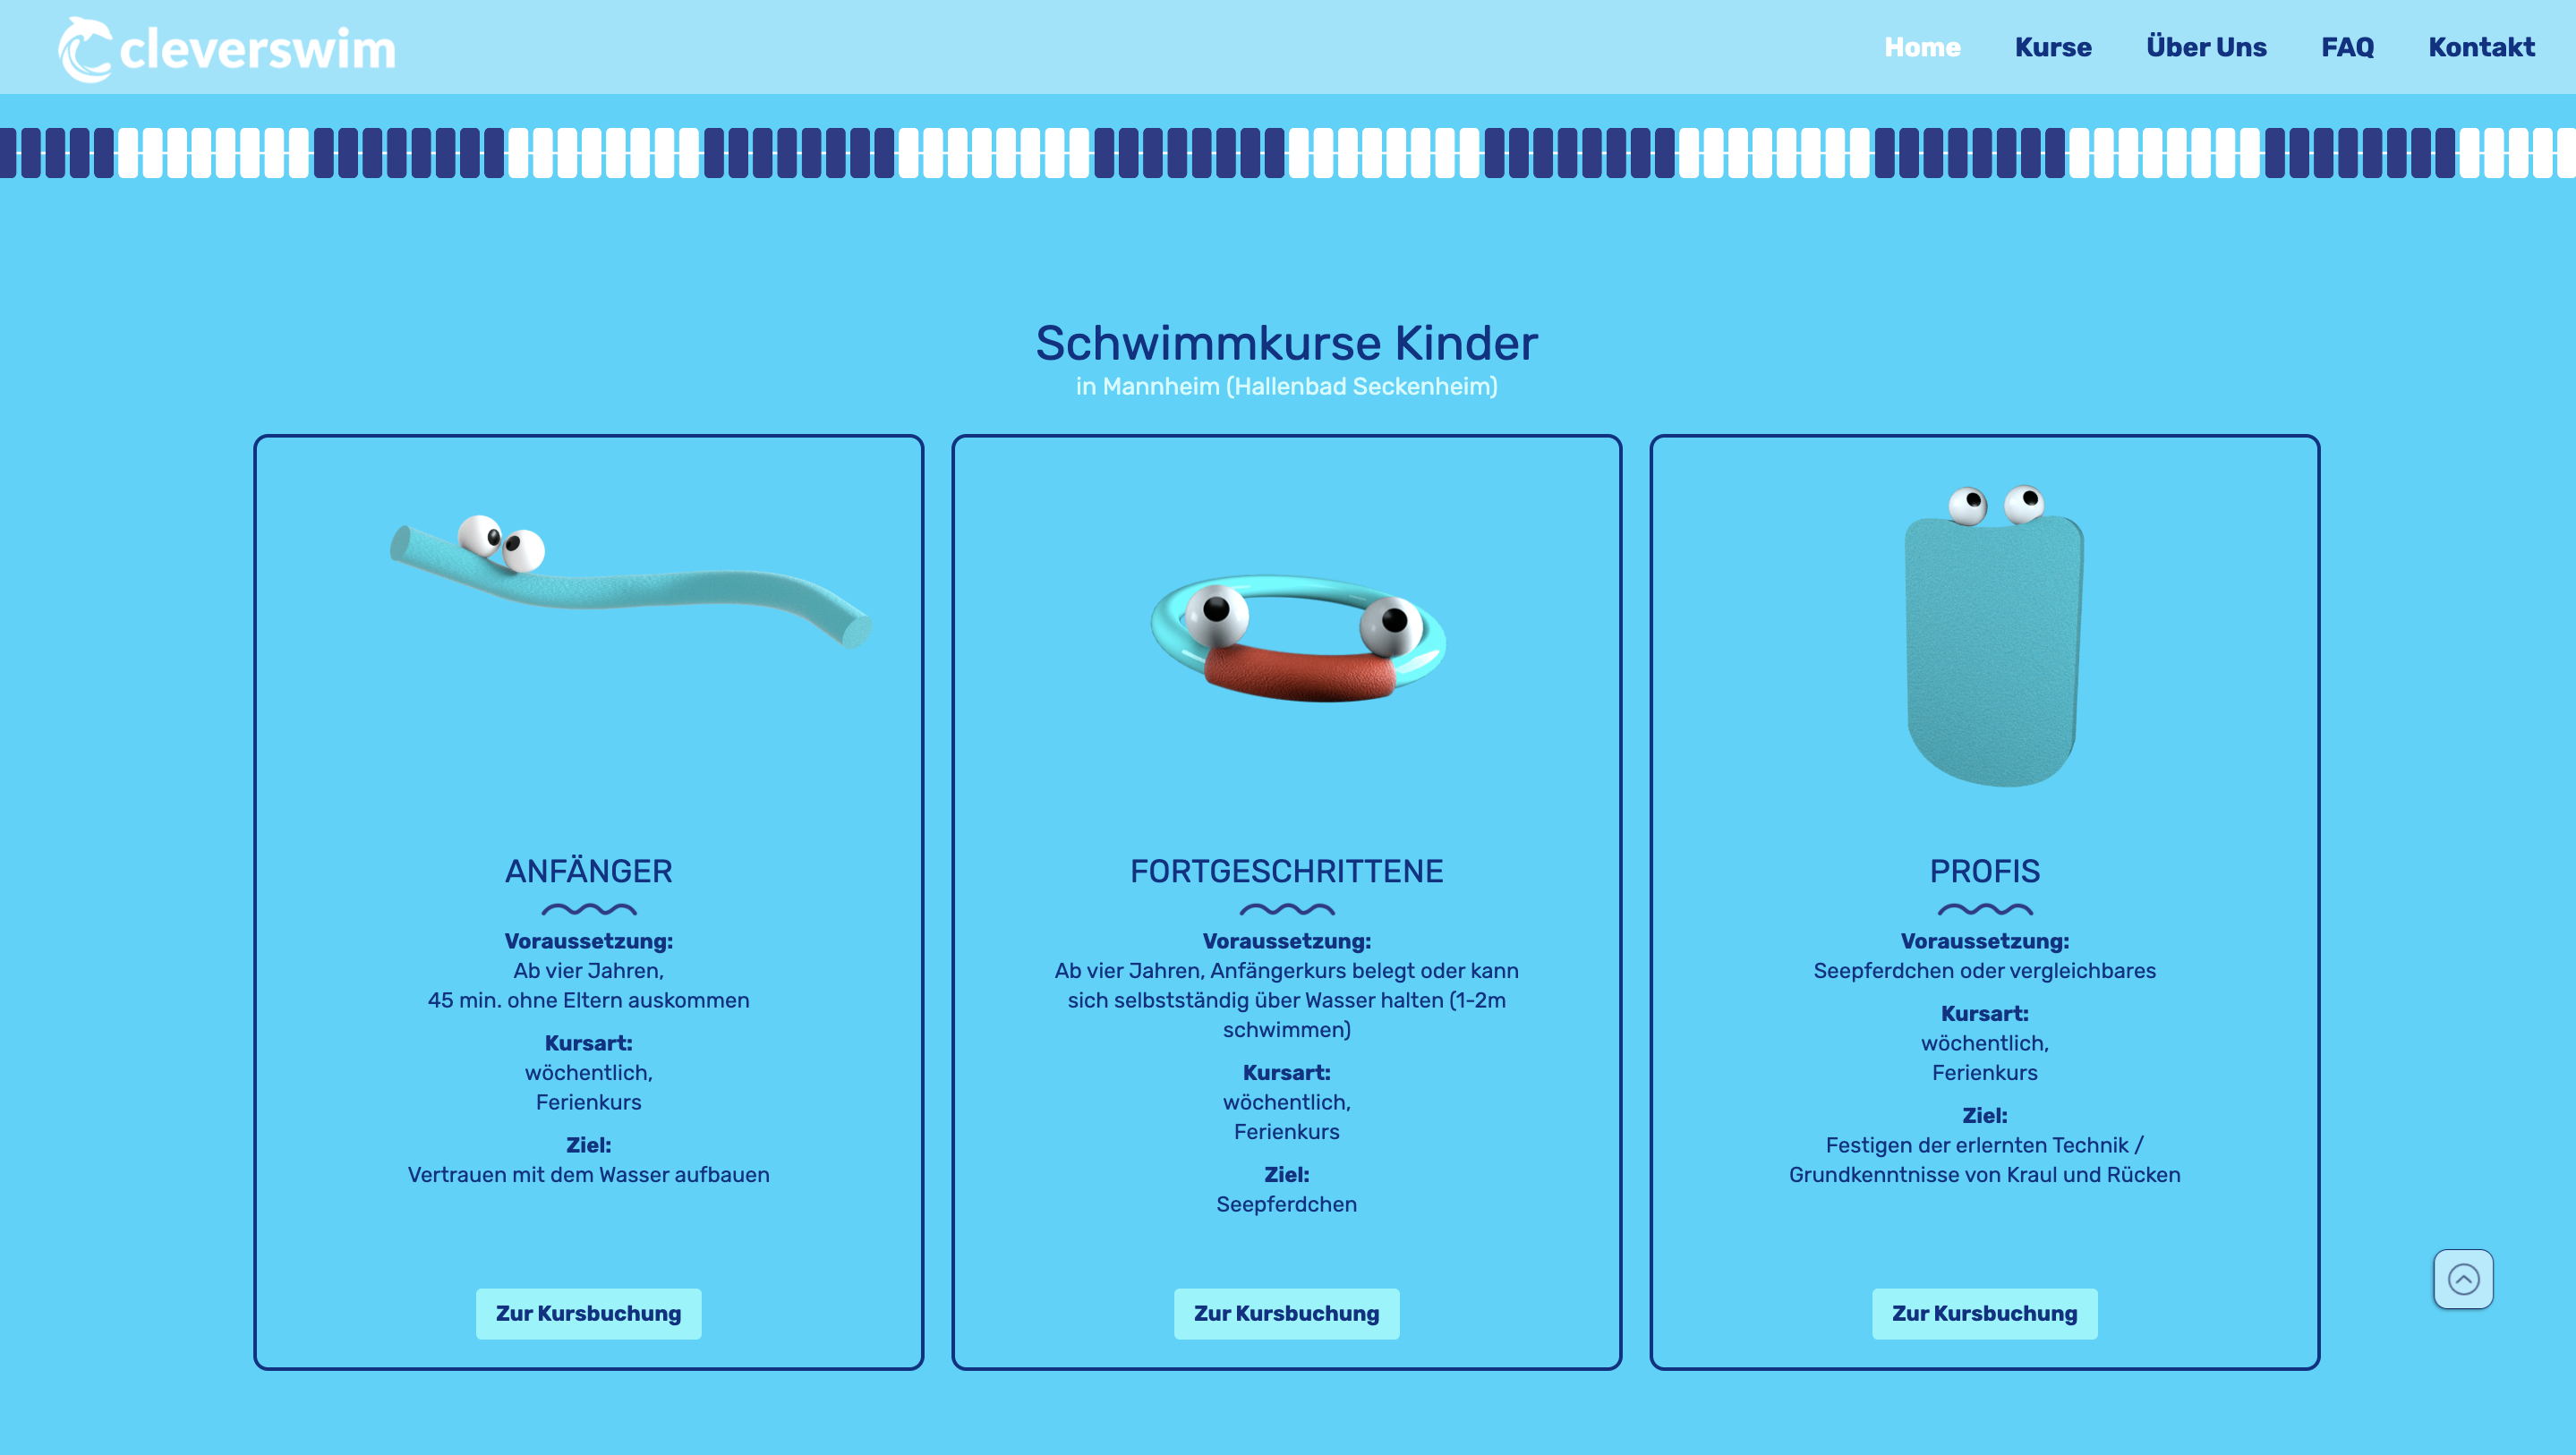 cleverswim
Home Kurse Über Uns FAQ Kontakt
Schwimmkurse Kinder
in Mannheim (Hallenbad Seckenheim)
ANFÄNGER
Voraussetzung:
Ab vier Jahren,
45 min. ohne Eltern auskommen
Kursart:
wöchentlich,
Ferienkurs
Ziel:
Vertrauen mit dem Wasser aufbauen
Zur Kursbuchung
FORTGESCHRITTENE
Voraussetzung:
Ab vier Jahren, Anfängerkurs belegt oder kann
sich selbstständig über Wasser halten (1-2m
schwimmen)
Kursart:
wöchentlich,
Ferienkurs
Ziel:
Seepferdchen
Zur Kursbuchung
PROFIS
Voraussetzung:
Seepferdchen oder vergleichbares
Kursart:
wöchentlich,
Ferienkurs
Ziel:
Festigen der erlernten Technik /
Grundkenntnisse von Kraul und Rücken
Zur Kursbuchung